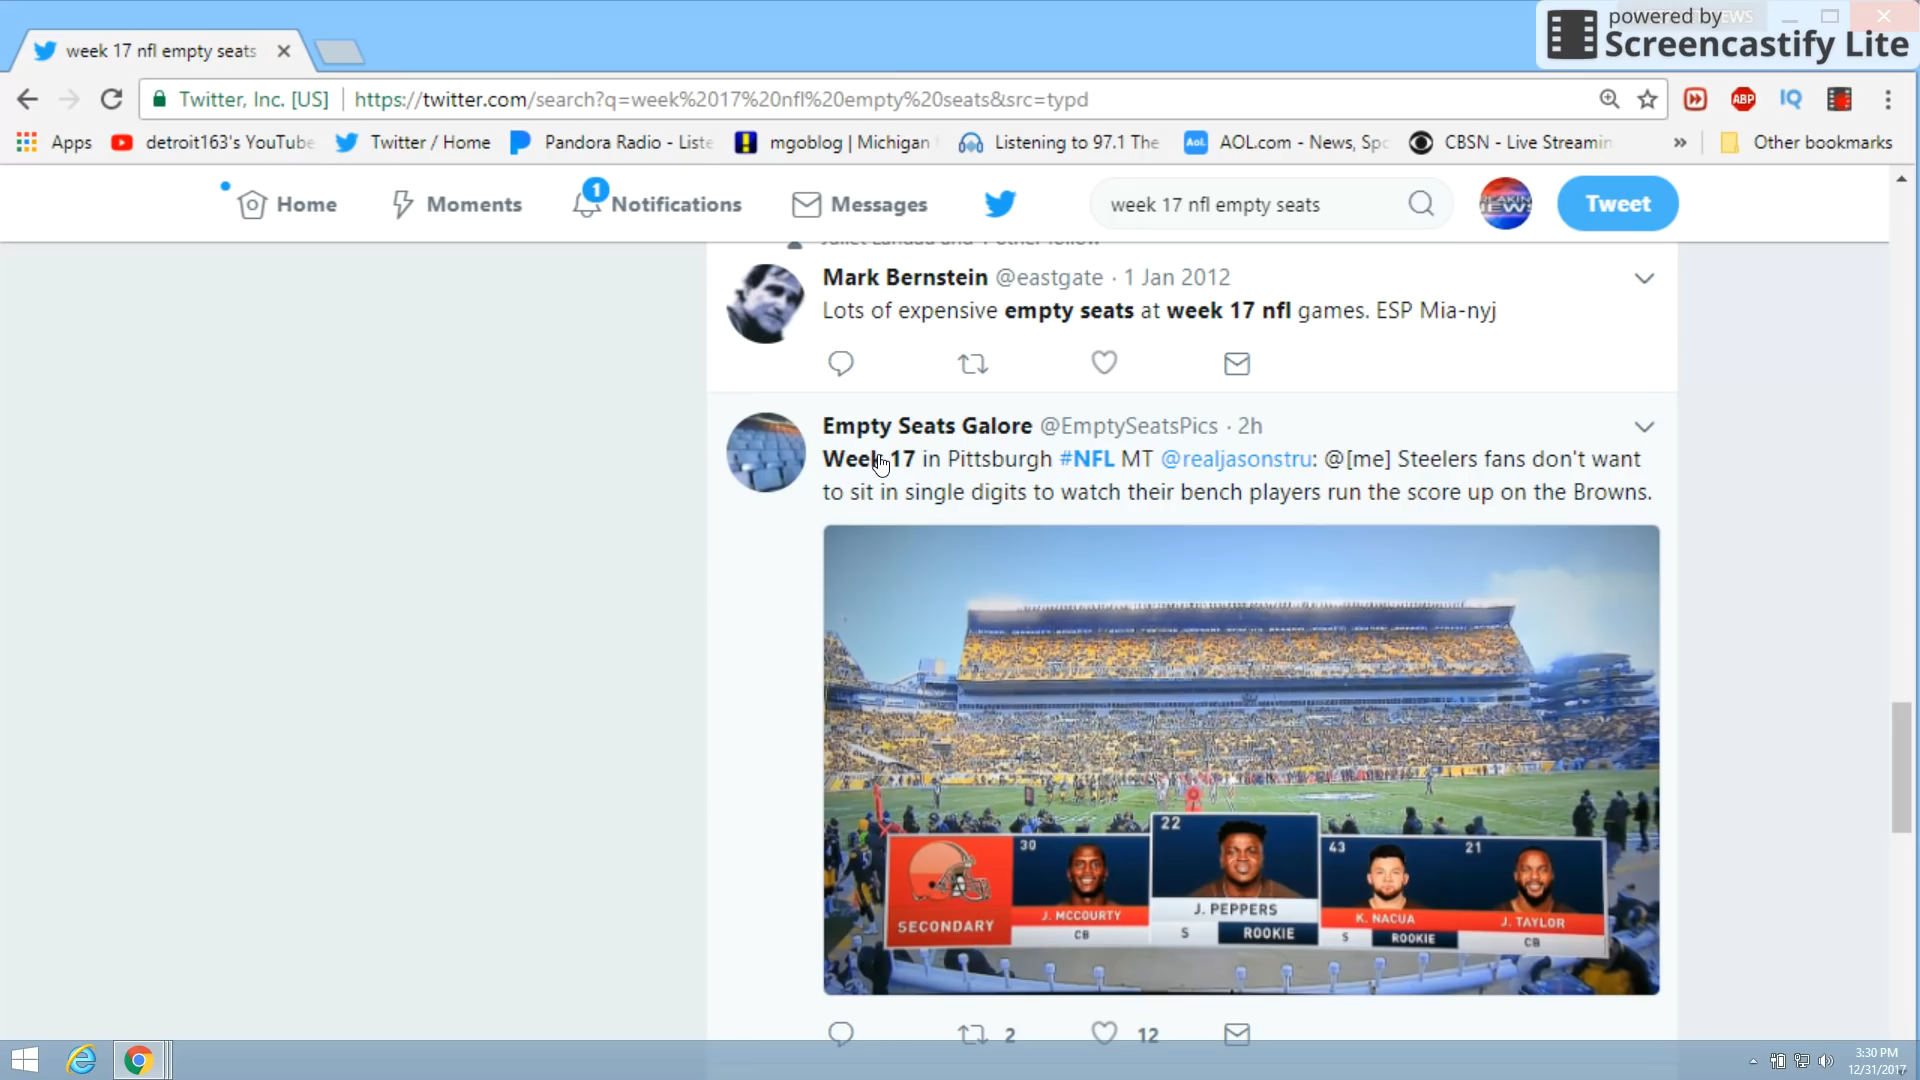 powered by
Screencastify Lite
week 17 nfl empty seats
Twitter, Inc. [US]
https://twitter.com/search?q=week%2017%20nfl%20empty%20seats&src=typd
ABP
IQ
Apps
detroit163's YouTube
Twitter / Home
Pandora Radio - Liste
mgoblog | Michigan
Listening to 97.1 The
Aol.
AOL.com - News, Spo
CBSN - Live Streamin
»
Other bookmarks
Home
Moments
1
Notifications
Messages
week 17 nfl empty seats
Tweet
Mark Bernstein @eastgate · 1 Jan 2012
Lots of expensive empty seats at week 17 nfl games. ESP Mia-nyj
Empty Seats Galore @EmptySeatsPics · 2h
Week 17 in Pittsburgh #NFL MT @realjasonstru: @[me] Steelers fans don't want
to sit in single digits to watch their bench players run the score up on the Browns.
SECONDARY
30
J. MCCOURTY
CB
22
J. PEPPERS
S ROOKIE
43
K. NACUA
S ROOKIE
21
J. TAYLOR
CB
2
12
3:30 PM
12/31/2017